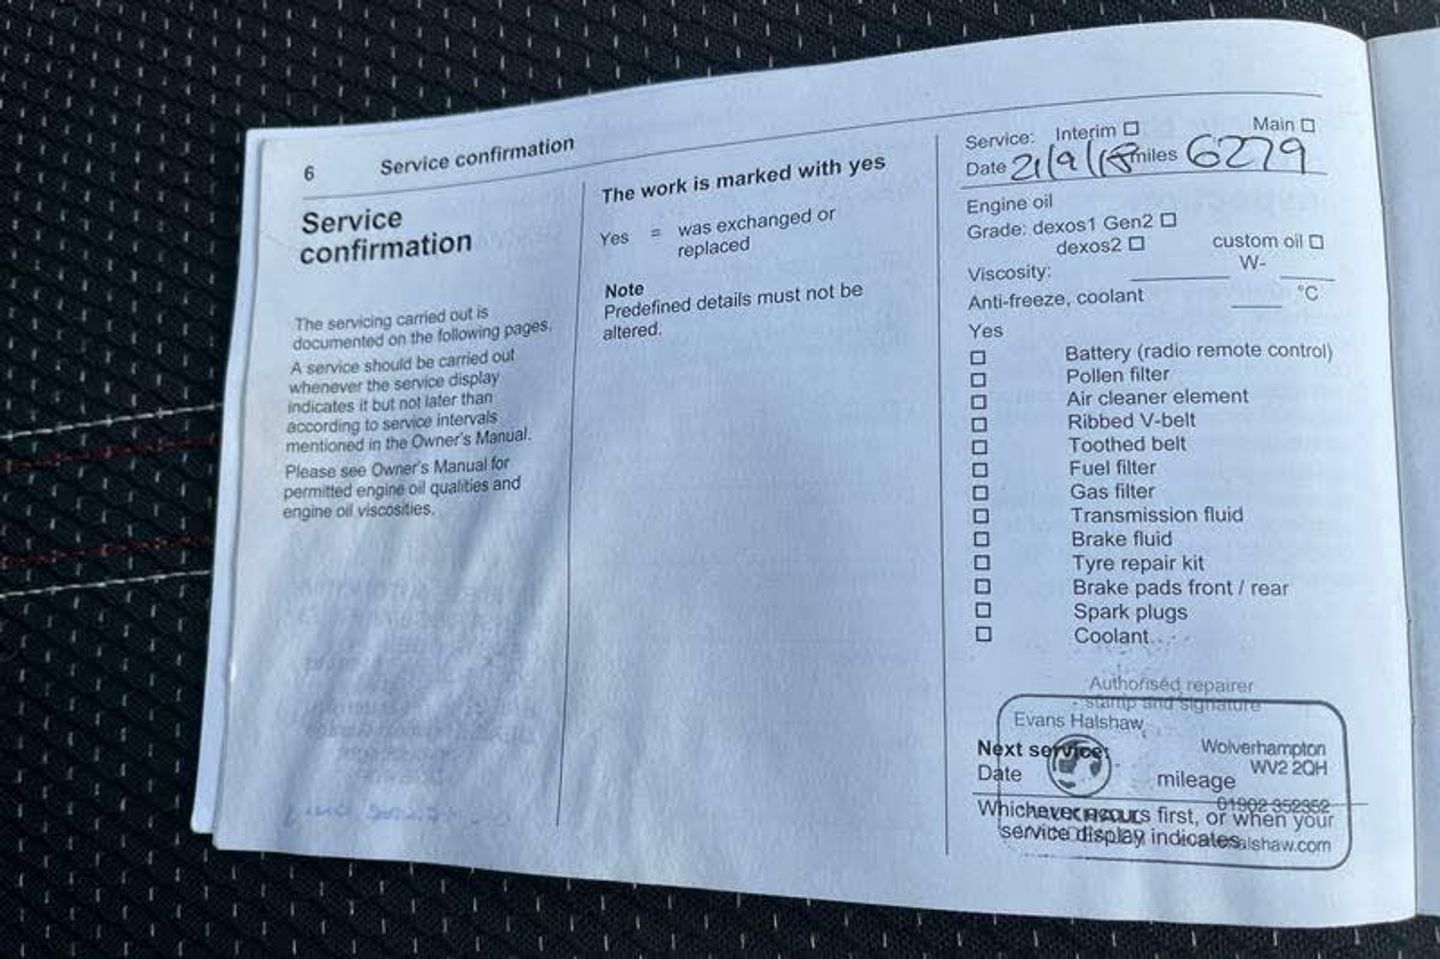 6 Service confirmation
Service
confirmation
The servicing carried out is
documented on the following pages.
A service should be carried out
whenever the service display
indicates it but not later than
according to service intervals
mentioned in the Owner's Manual.
Please see Owner's Manual for
permitted engine oil qualities and
engine oil viscosities.
The work is marked with yes
Yes = was exchanged or
replaced
Note
Predefined details must not be
altered.
Service: Interim Main
Date 21/9/18 miles 6279
Engine oil
Grade: dexos1 Gen2
dexos2 custom oil
Viscosity: W-
Anti-freeze, coolant °C
Yes
Battery (radio remote control)
Pollen filter
Air cleaner element
Ribbed V-belt
Toothed belt
Fuel filter
Gas filter
Transmission fluid
Brake fluid
Tyre repair kit
Brake pads front / rear
Spark plugs
Coolant
Authorised repairer
stamp and signature
Evans Halshaw
Wolverhampton
Next service:
WV2 2QH
Date mileage
01902 352352
Whichever occurs first, or when your
VAUXHALL
service display indicates